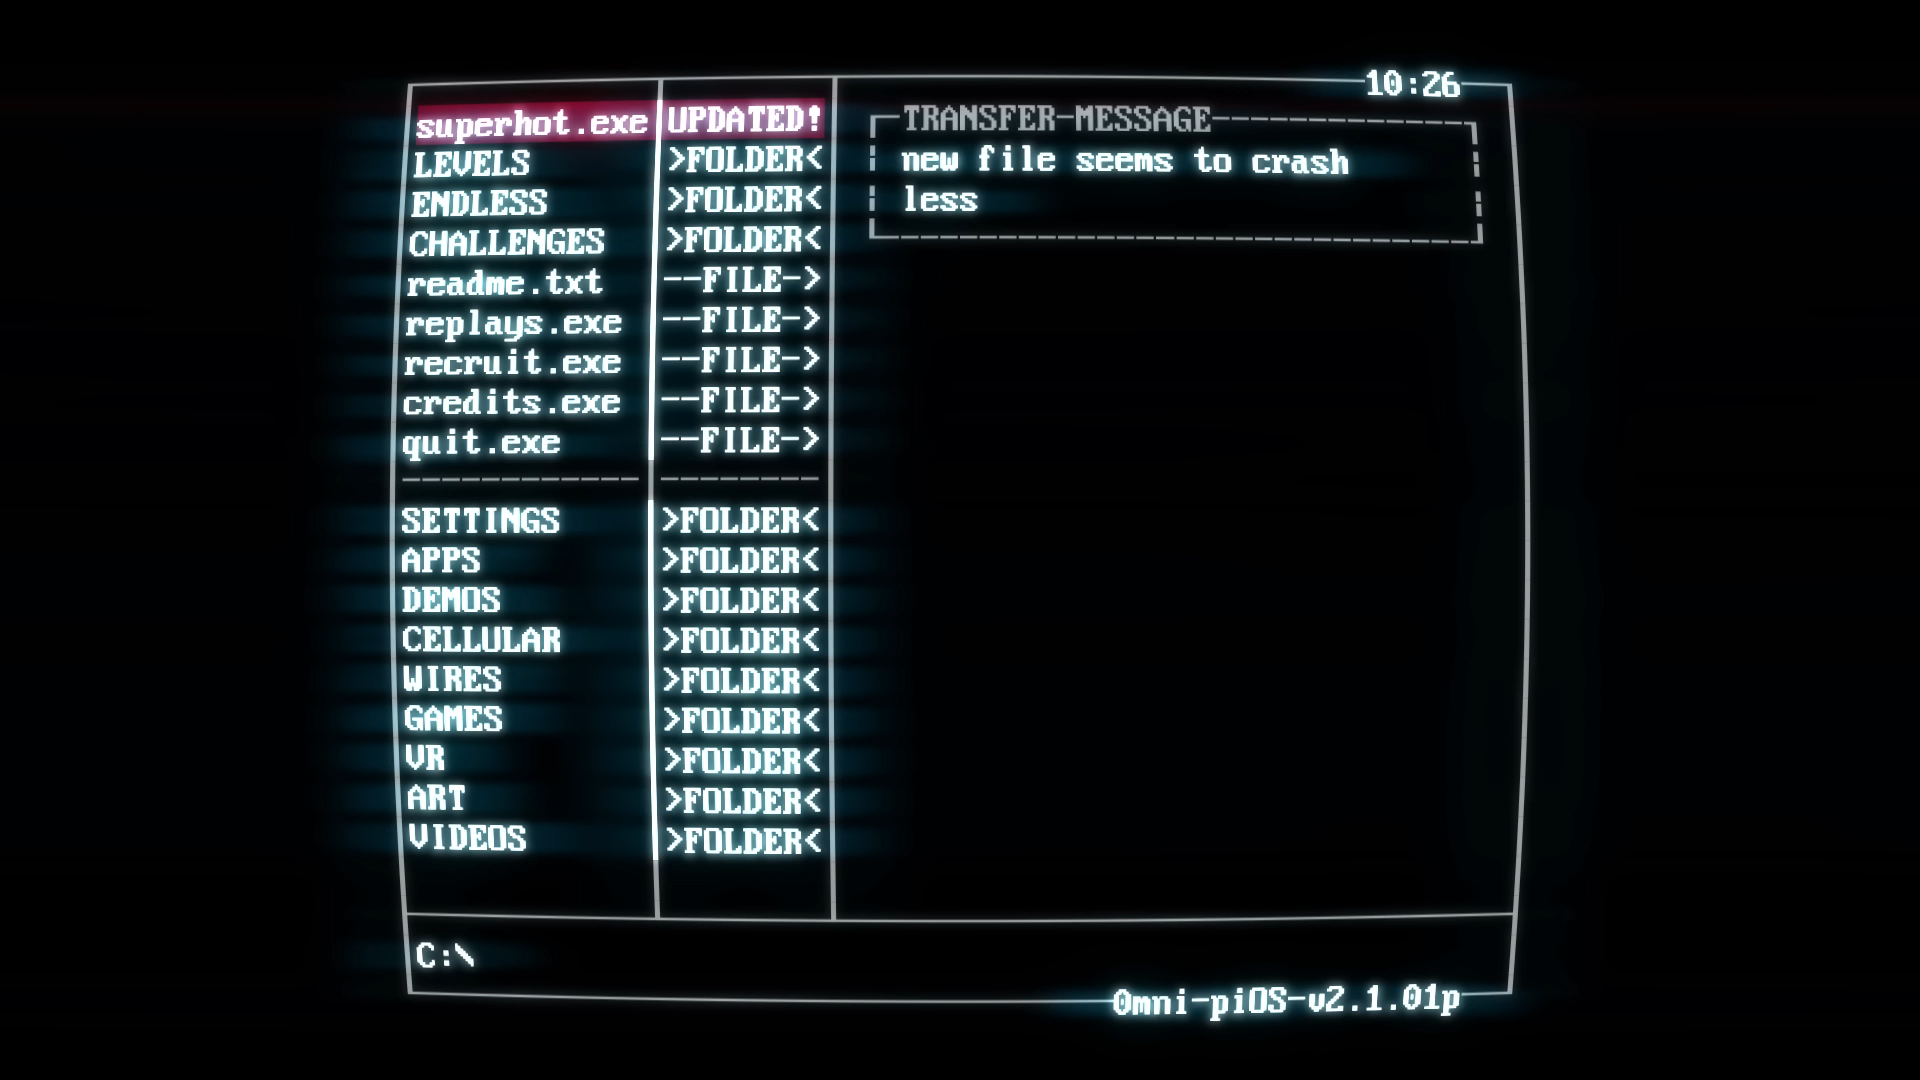 10:26
superhot.exe UPDATED!
LEVELS >FOLDER<
ENDLESS >FOLDER<
CHALLENGES >FOLDER<
readme.txt --FILE->
replays.exe --FILE->
recruit.exe --FILE->
credits.exe --FILE->
quit.exe --FILE->
SETTINGS >FOLDER<
APPS >FOLDER<
DEMOS >FOLDER<
CELLULAR >FOLDER<
WIRES >FOLDER<
GAMES >FOLDER<
VR >FOLDER<
ART >FOLDER<
VIDEOS >FOLDER<
TRANSFER-MESSAGE
new file seems to crash
less
C:\
0mni-piOS-v2.1.01p